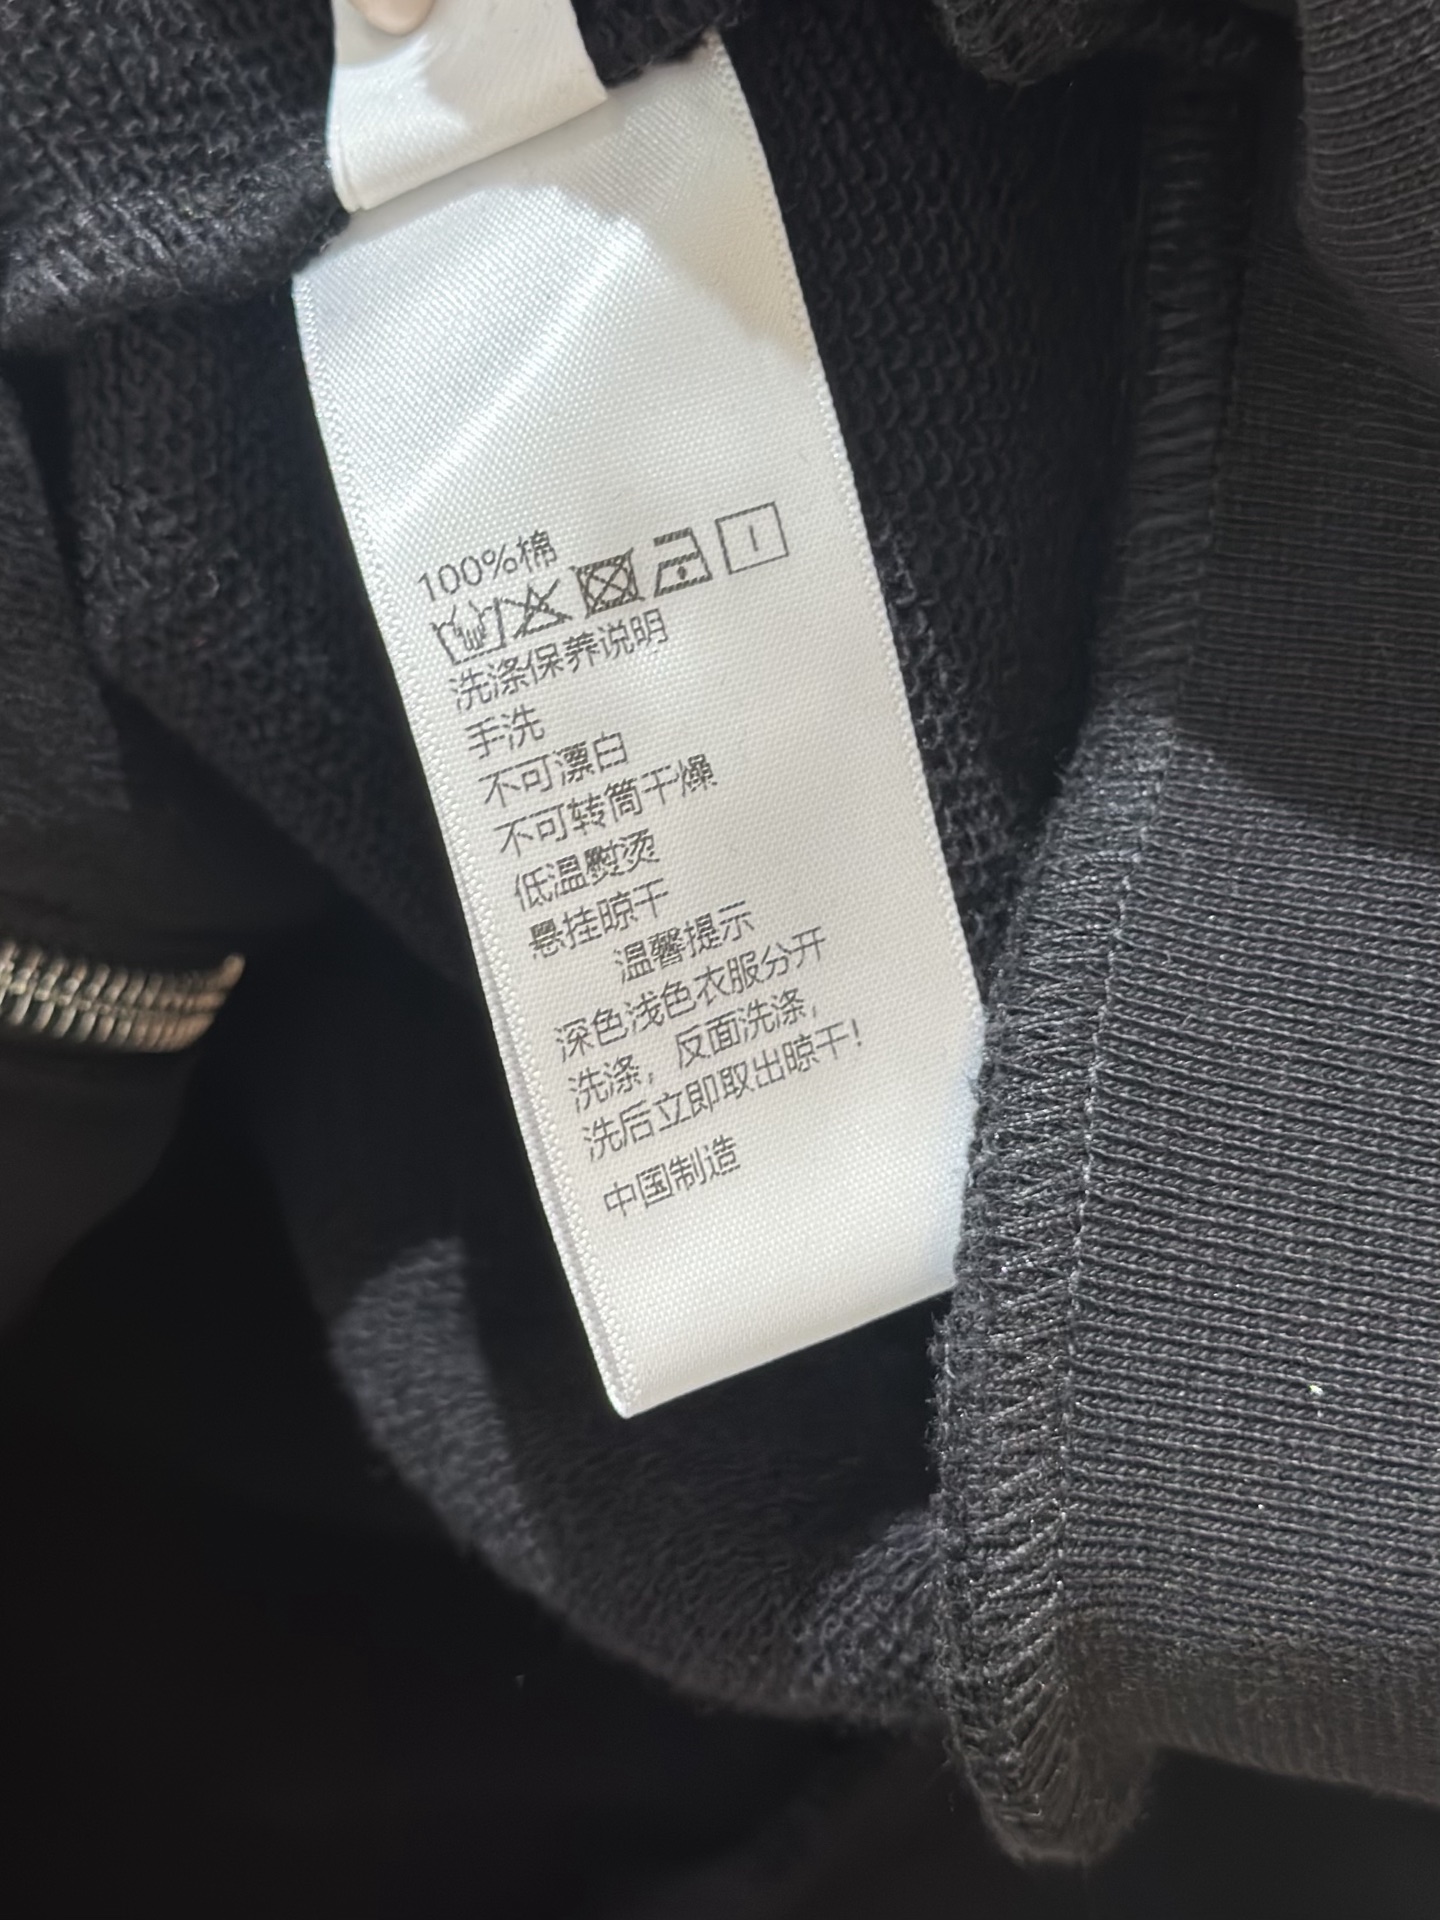 100%棉
洗涤保养说明
手洗
不可漂白
不可转筒干燥
低温熨烫
悬挂晾干
温馨提示
深色浅色衣服分开
洗涤，反面洗涤，
洗后立即取出晾干！
中国制造